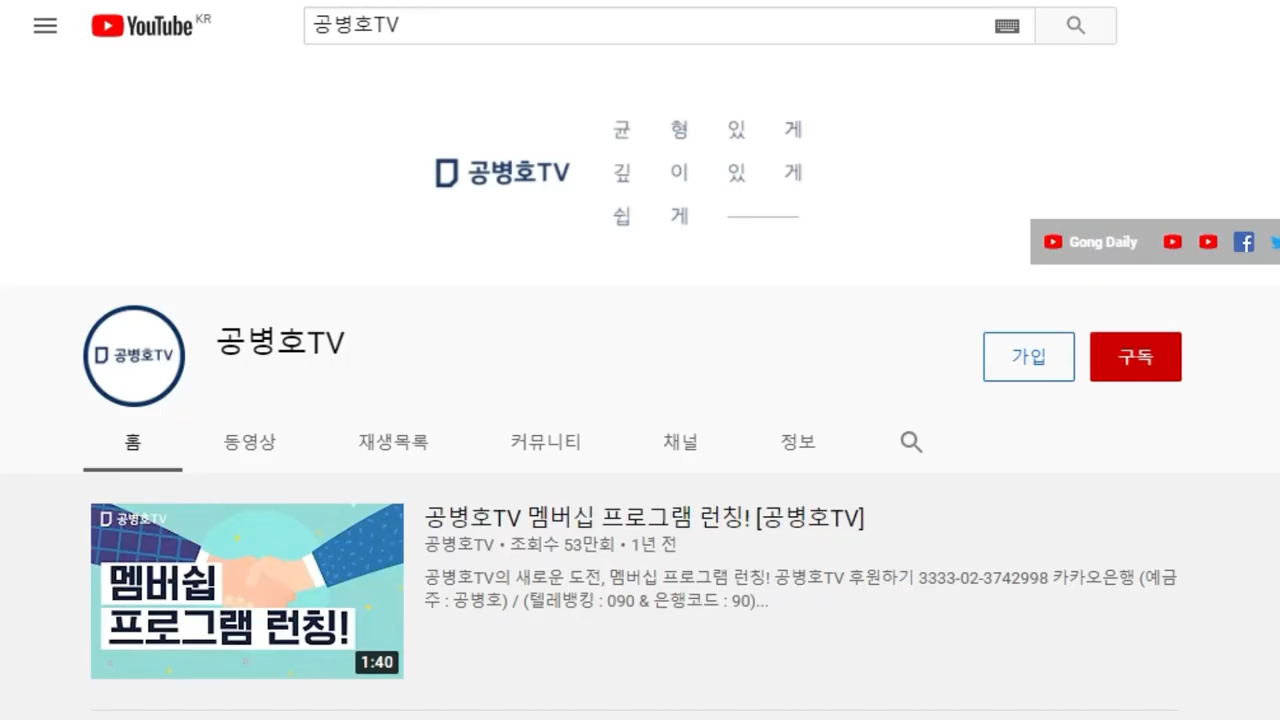 YouTube KR
공병호TV
균 형 있 게
공병호TV
깊 이 있 게
쉽 게
Gong Daily
공병호TV
공병호TV
가입
구독
홈 동영상 재생목록 커뮤니티 채널 정보
공병호TV
멤버쉽
프로그램 런칭!
1:40
공병호TV 멤버십 프로그램 런칭! [공병호TV]
공병호TV • 조회수 53만회 • 1년 전
공병호TV의 새로운 도전, 멤버십 프로그램 런칭! 공병호TV 후원하기 3333-02-3742998 카카오은행 (예금
주 : 공병호) / (텔레뱅킹 : 090 & 은행코드 : 90)...